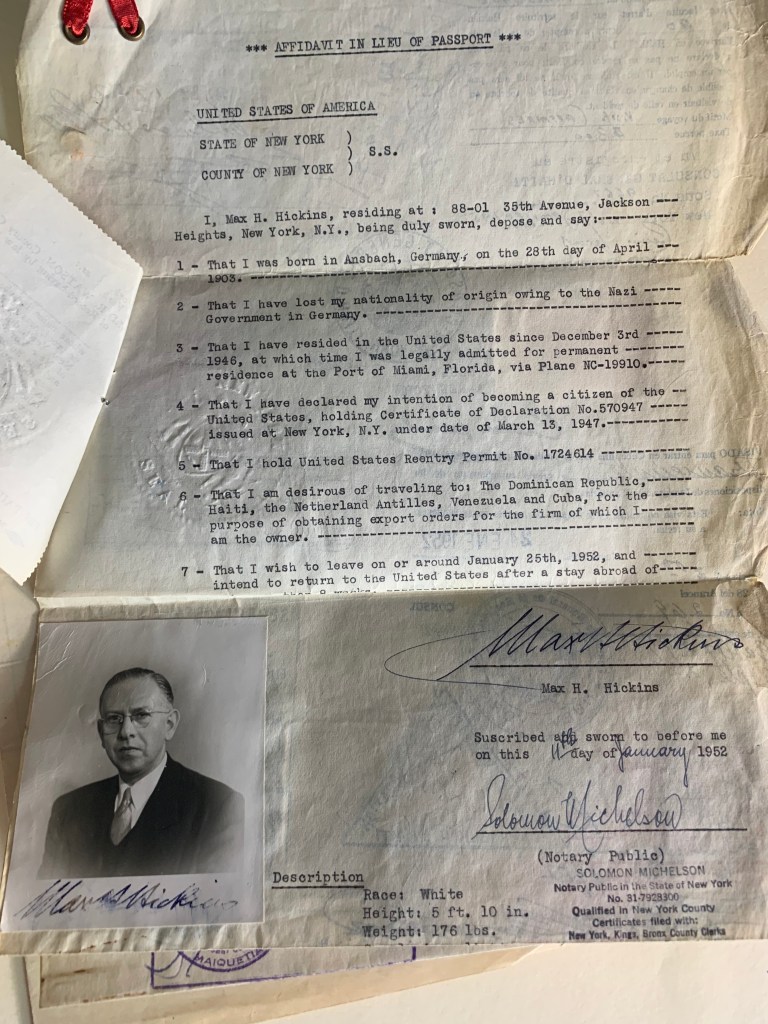 *** AFFIDAVIT IN LIEU OF PASSPORT ***
UNITED STATES OF AMERICA
STATE OF NEW YORK )
) S.S.
COUNTY OF NEW YORK )
I, Max H. Hickins, residing at : 88-01 35th Avenue, Jackson ---
Heights, New York, N.Y., being duly sworn, depose and say:-----------
1 - That I was born in Ansbach, Germany, on the 28th day of April ---
1903. ----------------------------------------------------------
2 - That I have lost my nationality of origin owing to the Nazi -----
Government in Germany. ------------------------------------------
3 - That I have resided in the United States since December 3rd -----
1946, at which time I was legally admitted for permanent --------
residence at the Port of Miami, Florida, via Plane NC-19910.-----
4 - That I have declared my intention of becoming a citizen of the --
United States, holding Certificate of Declaration No.570947 -----
issued at New York, N.Y. under date of March 13, 1947.-----------
5 - That I hold United States Reentry Permit No. 1724614 ------------
6 - That I am desirous of traveling to: The Dominican Republic,------
Haiti, the Netherland Antilles, Venezuela and Cuba, for the -----
purpose of obtaining export orders for the firm of which I-------
am the owner. ---------------------------------------------------
7 - That I wish to leave on or around January 25th, 1952, and -------
intend to return to the United States after a stay abroad of-----
Max H Hickins
Max H. Hickins
Suscribed and sworn to before me
on this 11th day of January 1952
Solomon Michelson
(Notary Public)
SOLOMON MICHELSON
Notary Public in the State of New York
No. 31-7928300
Qualified in New York County
Certificates filed with:
New York, Kings, Bronx County Clerks
Max H Hickins
Description
Race: White
Height: 5 ft. 10 in.
Weight: 176 lbs.